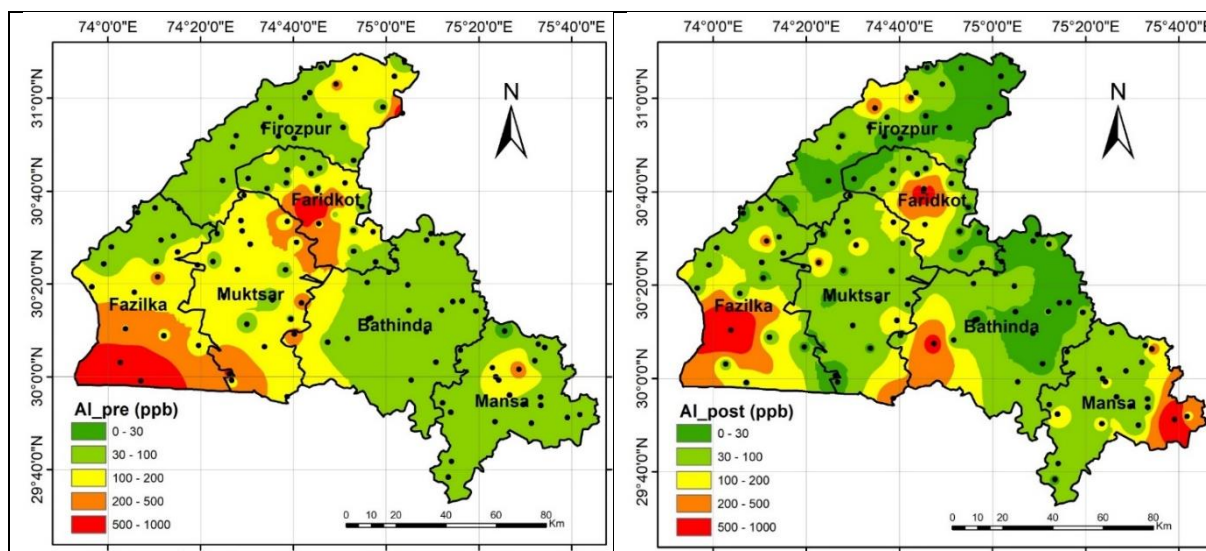 74°0'0"E 74°20'0"E 74°40'0"E 75°0'0"E 75°20'0"E 75°40'0"E
31°0'0"N
30°40'0"N
30°20'0"N
30°0'0"N
29°40'0"N
N
Firozpur
Faridkot
Fazilka
Muktsar
Bathinda
Mansa
Al_pre (ppb)
0 - 30
30 - 100
100 - 200
200 - 500
500 - 1000
0 5 10 20 40 60 80
Km
74°0'0"E 74°20'0"E 74°40'0"E 75°0'0"E 75°20'0"E 75°40'0"E
31°0'0"N
30°40'0"N
30°20'0"N
30°0'0"N
29°40'0"N
N
Firozpur
Faridkot
Fazilka
Muktsar
Bathinda
Mansa
Al_post (ppb)
0 - 30
30 - 100
100 - 200
200 - 500
500 - 1000
0 5 10 20 40 60 80
Km